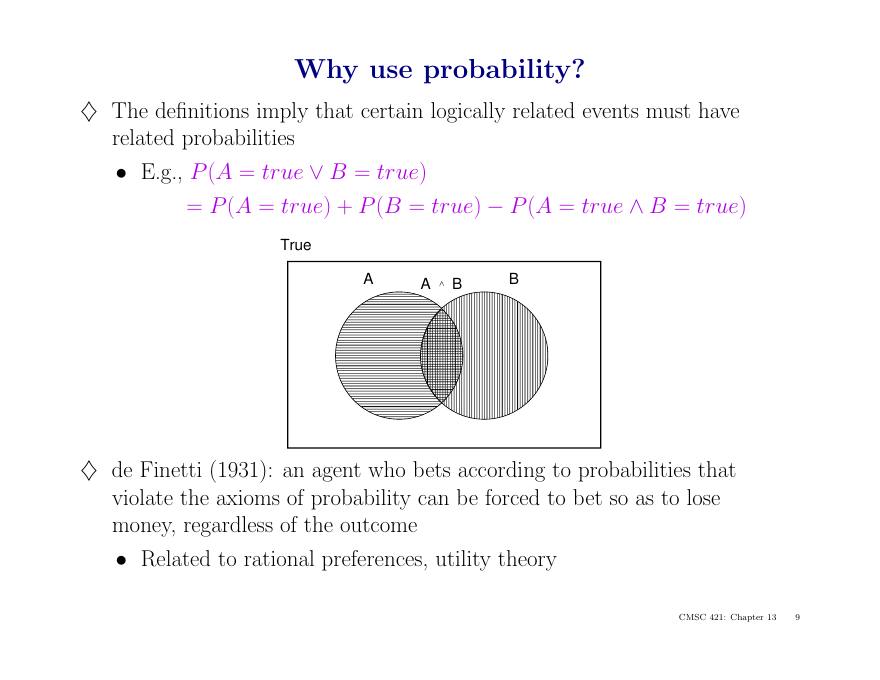 Why use probability?
♢ The definitions imply that certain logically related events must have
related probabilities
• E.g., P(A = true ∨ B = true)
= P(A = true) + P(B = true) − P(A = true ∧ B = true)
True
A A ^ B B
♢ de Finetti (1931): an agent who bets according to probabilities that
violate the axioms of probability can be forced to bet so as to lose
money, regardless of the outcome
• Related to rational preferences, utility theory
CMSC 421: Chapter 13 9